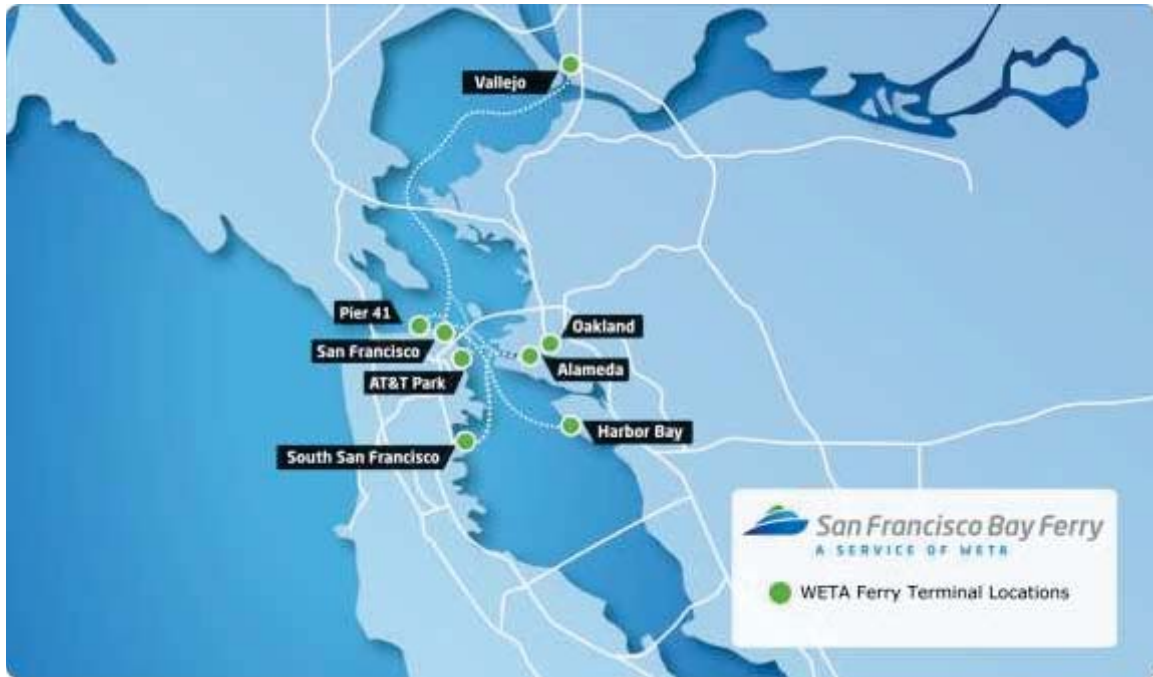 Vallejo
Pier 41
San Francisco
AT&T Park
Oakland
Alameda
Harbor Bay
South San Francisco
San Francisco Bay Ferry
A SERVICE OF WETA
WETA Ferry Terminal Locations